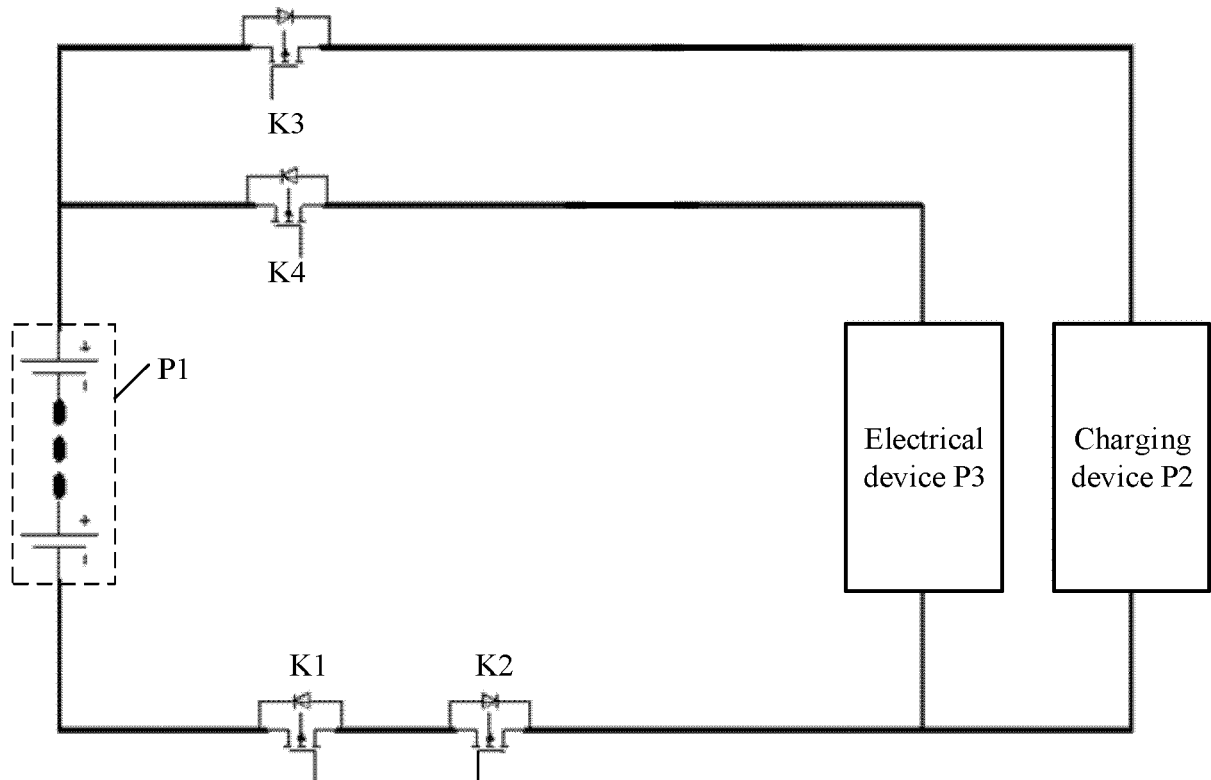 K3
K4
+
P1
-
+
-
Electrical
device P3
Charging
device P2
K1
K2